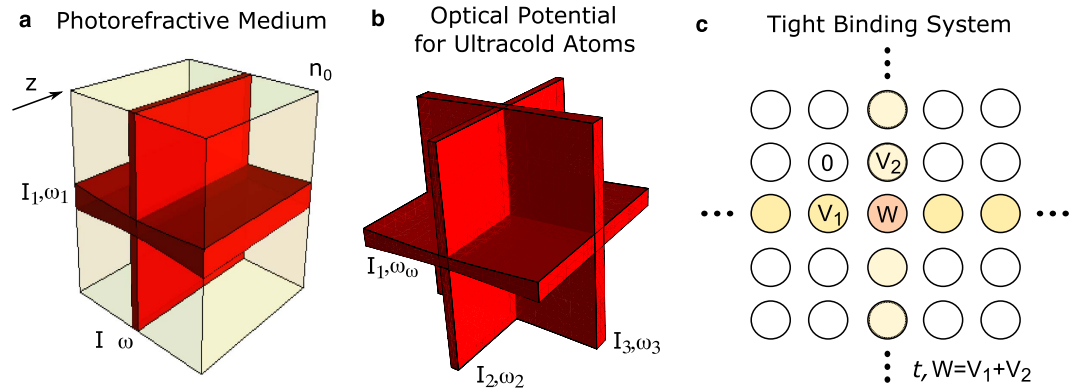 a Photorefractive Medium
z
n0
I1,ω1
I ω
b Optical Potential
for Ultracold Atoms
I1,ωω
I3,ω3
I2,ω2
c Tight Binding System
0
V2
V1
W
t, W=V1+V2